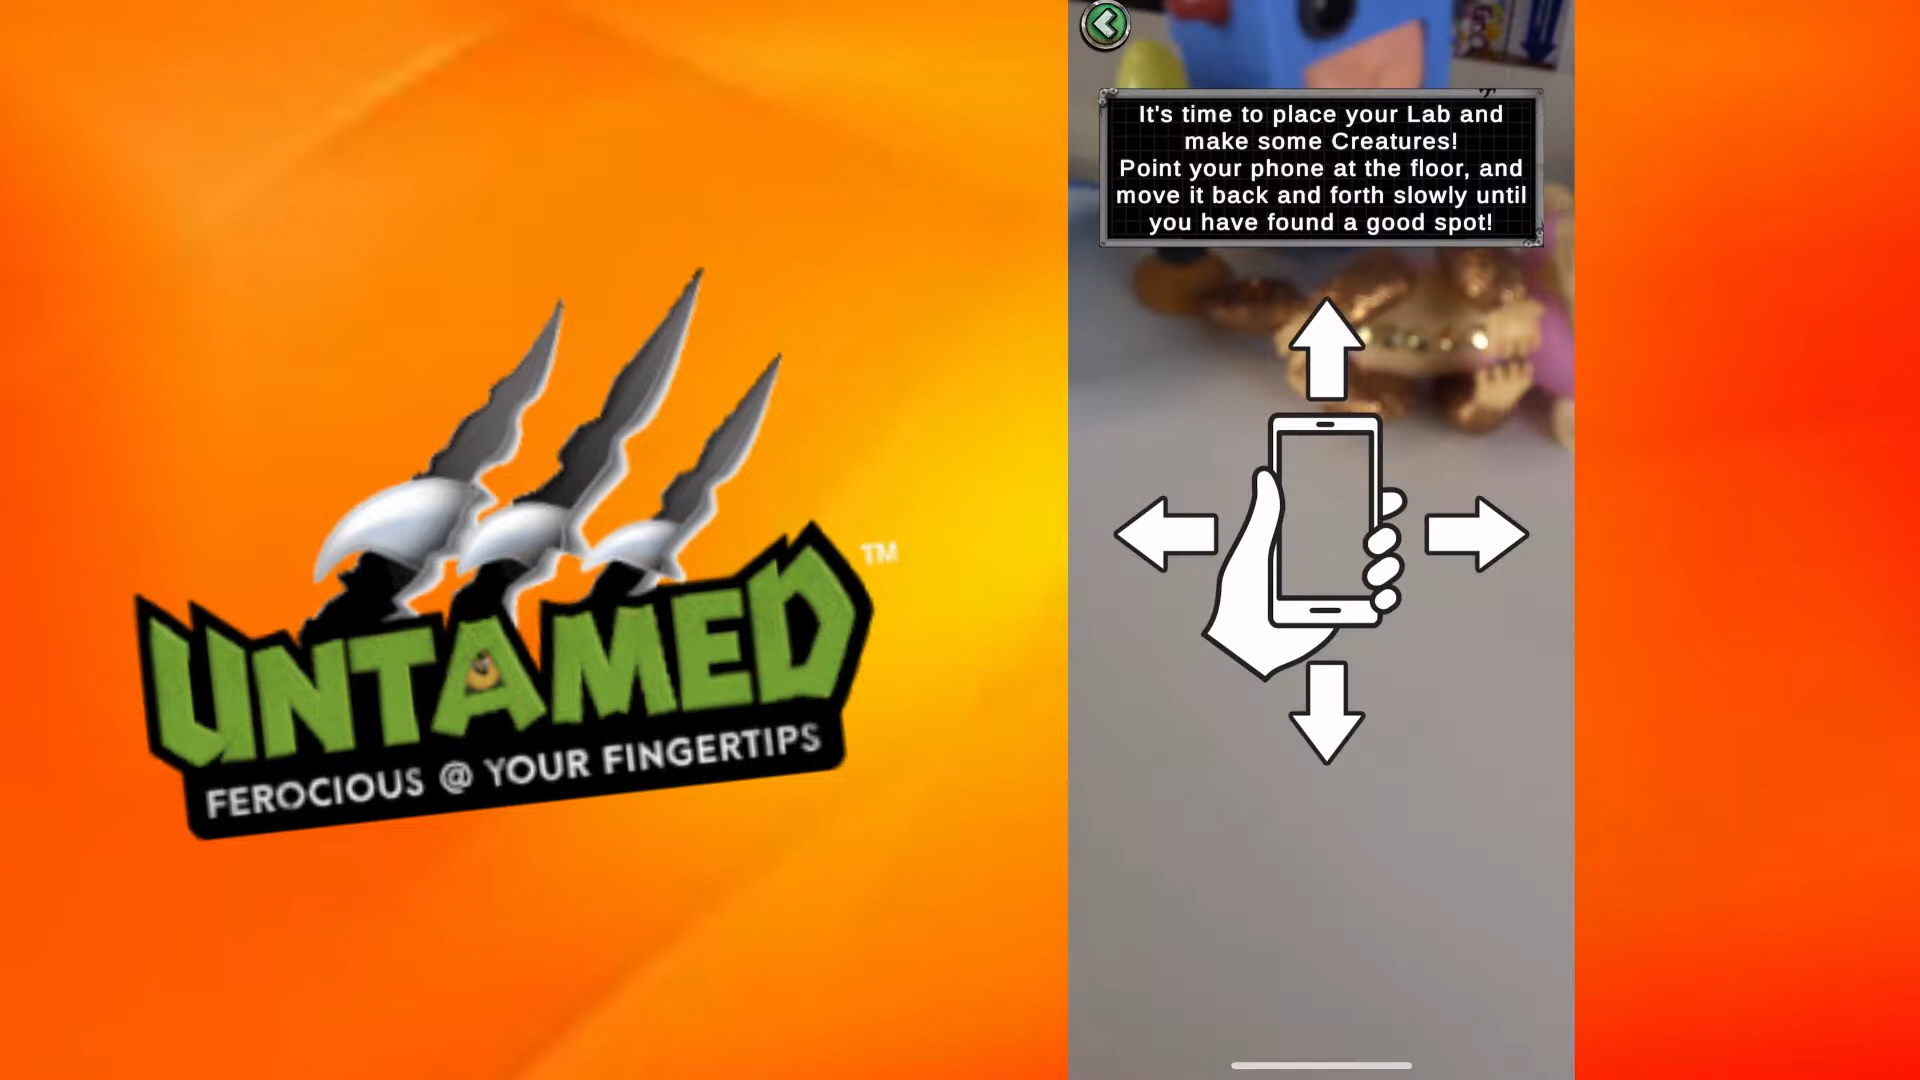 UNTAMED
TM
FEROCIOUS @ YOUR FINGERTIPS
It's time to place your Lab and
make some Creatures!
Point your phone at the floor, and
move it back and forth slowly until
you have found a good spot!